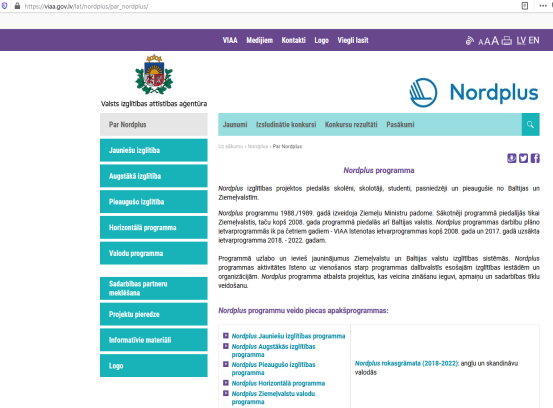 https://viaa.gov.lv/lat/nordplus/par_nordplus/
VIAA Medijiem Kontakti Logo Viegli lasīt
AAA LV EN
Valsts izglītības attīstības aģentūra
Nordplus
Par Nordplus
Jaunumi Izsludinātie konkursi Konkursu rezultāti Pasākumi
Uz sākumu › Nordplus › Par Nordplus
Jauniešu izglītība
Augstākā izglītība
Pieaugušo izglītība
Horizontālā programma
Valodu programma
Sadarbības partneru
meklēšana
Projektu pieredze
Informatīvie materiāli
Logo
Nordplus programma
Nordplus izglītības projektos piedalās skolēni, skolotāji, studenti, pasniedzēji un pieaugušie no Baltijas un
Ziemeļvalstīm.
Nordplus programmu 1988./1989. gadā izveidoja Ziemeļu Ministru padome. Sākotnēji programmā piedalījās tikai
Ziemeļvalstis, taču kopš 2008. gada programmā piedalās arī Baltijas valstis. Nordplus programmas darbību plāno
ietvarprogrammās ik pa četriem gadiem - VIAA īstenotas ietvarprogrammas kopš 2008. gada un 2017. gadā uzsākta
ietvarprogramma 2018. - 2022. gadam.
Programmā uzlabo un ievieš jauninājumus Ziemeļvalstu un Baltijas valstu izglītības sistēmās. Nordplus
programmas aktivitātes īsteno uz vienošanos starp programmas dalībvalstīs esošajām izglītības iestādēm un
organizācijām. Nordplus programma atbalsta projektus, kas veicina zināšanu ieguvi, apmaiņu un sadarbības tīklu
veidošanu.
Nordplus programmu veido piecas apakšprogrammas:
Nordplus Jauniešu izglītības programma
Nordplus Augstākās izglītības
programma
Nordplus Pieaugušo izglītības
programma
Nordplus Horizontālā programma
Nordplus Ziemeļvalstu valodu
programma
Nordplus rokasgrāmata (2018-2022): angļu un skandināvu
valodās